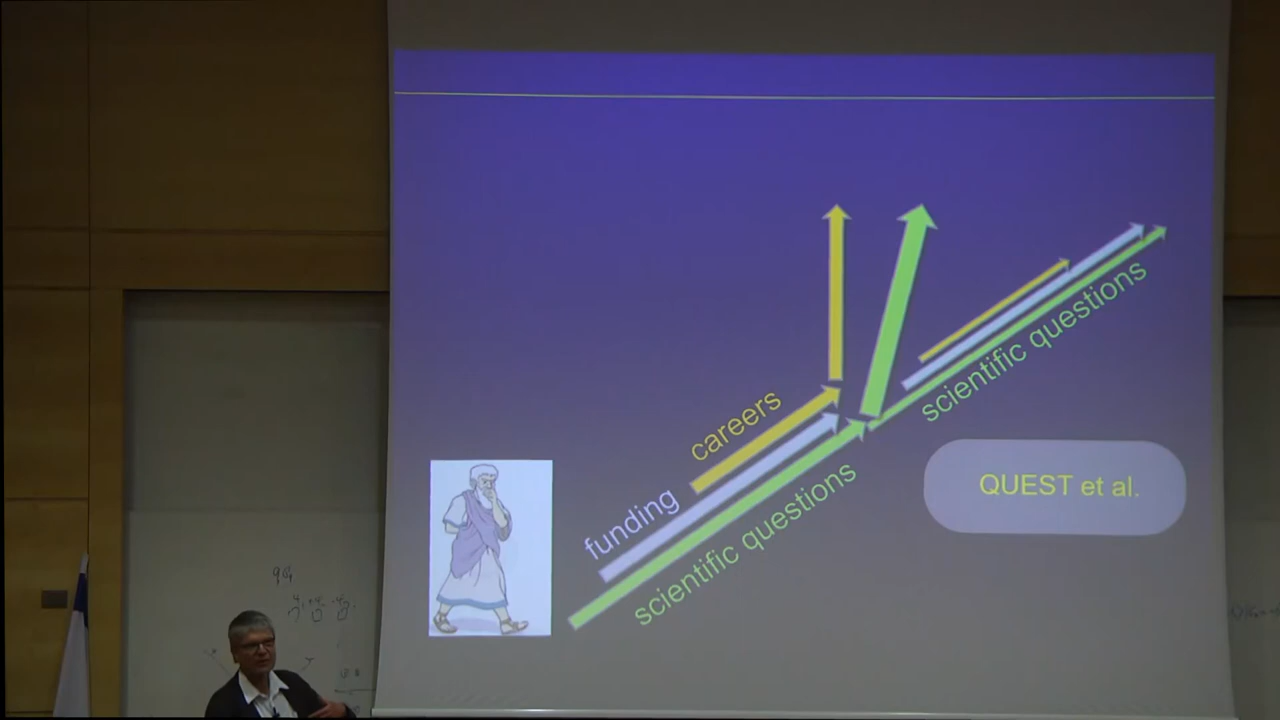 careers
funding
scientific questions
scientific questions
QUEST et al.